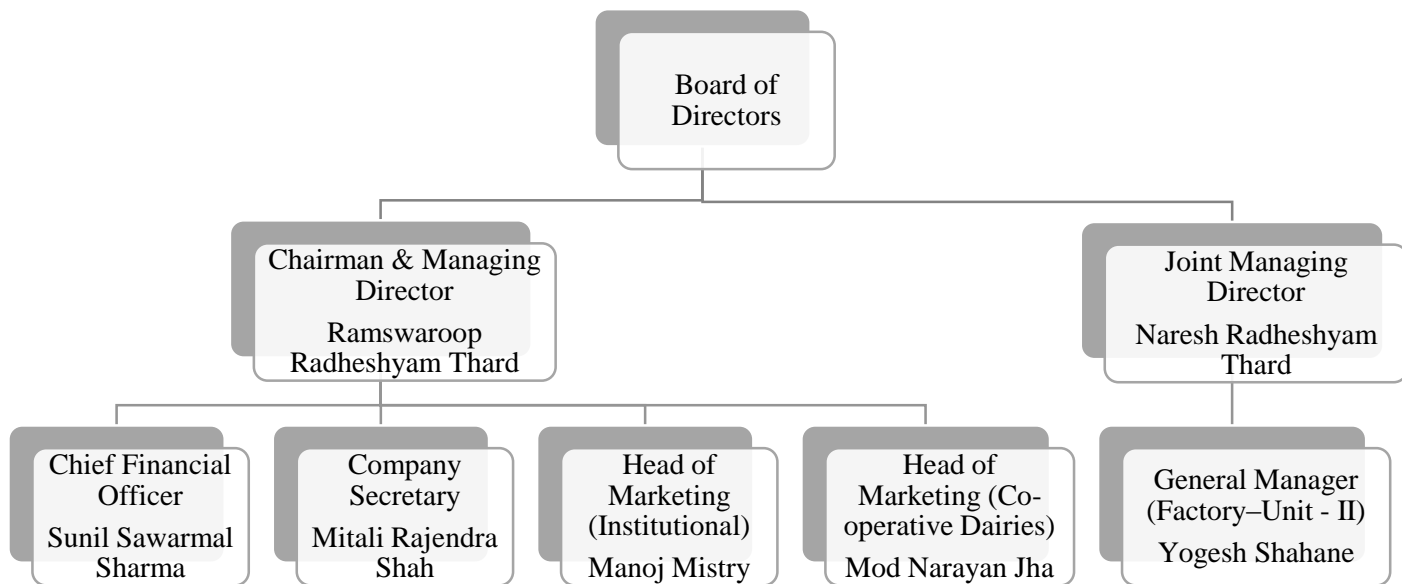 Board of
Directors
Chairman & Managing
Director
Ramswaroop
Radheshyam Thard
Joint Managing
Director
Naresh Radheshyam
Thard
Chief Financial
Officer
Sunil Sawarmal
Sharma
Company
Secretary
Mitali Rajendra
Shah
Head of
Marketing
(Institutional)
Manoj Mistry
Head of
Marketing (Co-
operative Dairies)
Mod Narayan Jha
General Manager
(Factory–Unit - II)
Yogesh Shahane